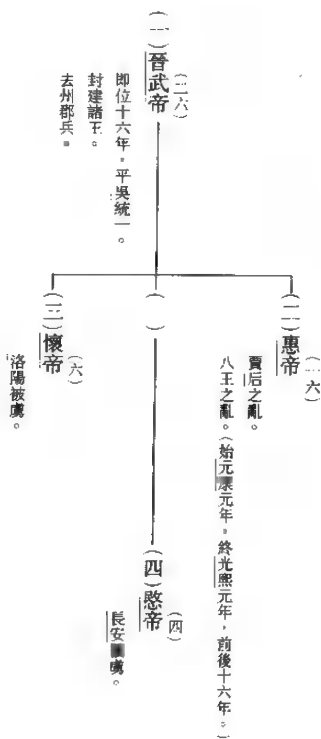 (一)晉武帝
(二六)
即位十六年，平吳統一。
封建諸王。
去州郡兵。
(二)惠帝
(一六)
賈后之亂。
八王之亂。(始元康元年，終光熙元年，前後十六年。)
( )
(四)愍帝
(四)
長安虜。
(三)懷帝
(六)
洛陽被虜。